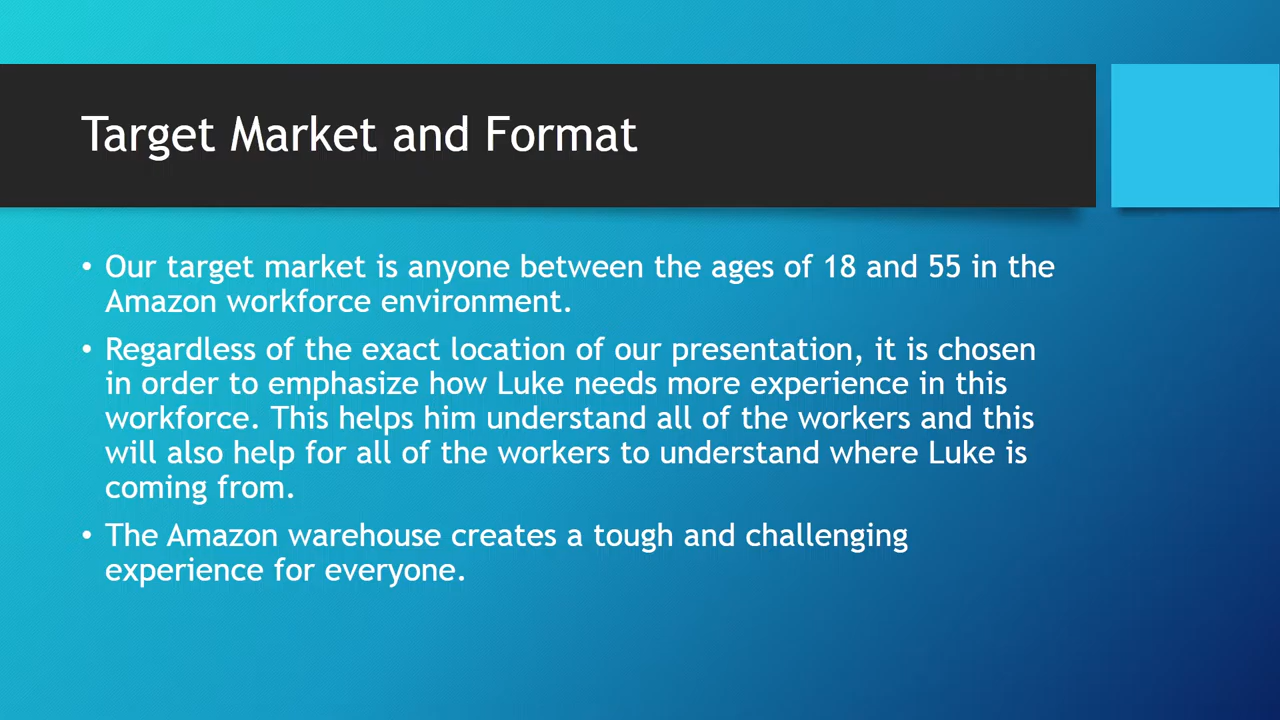 Target Market and Format
• Our target market is anyone between the ages of 18 and 55 in the
Amazon workforce environment.
• Regardless of the exact location of our presentation, it is chosen
in order to emphasize how Luke needs more experience in this
workforce. This helps him understand all of the workers and this
will also help for all of the workers to understand where Luke is
coming from.
• The Amazon warehouse creates a tough and challenging
experience for everyone.